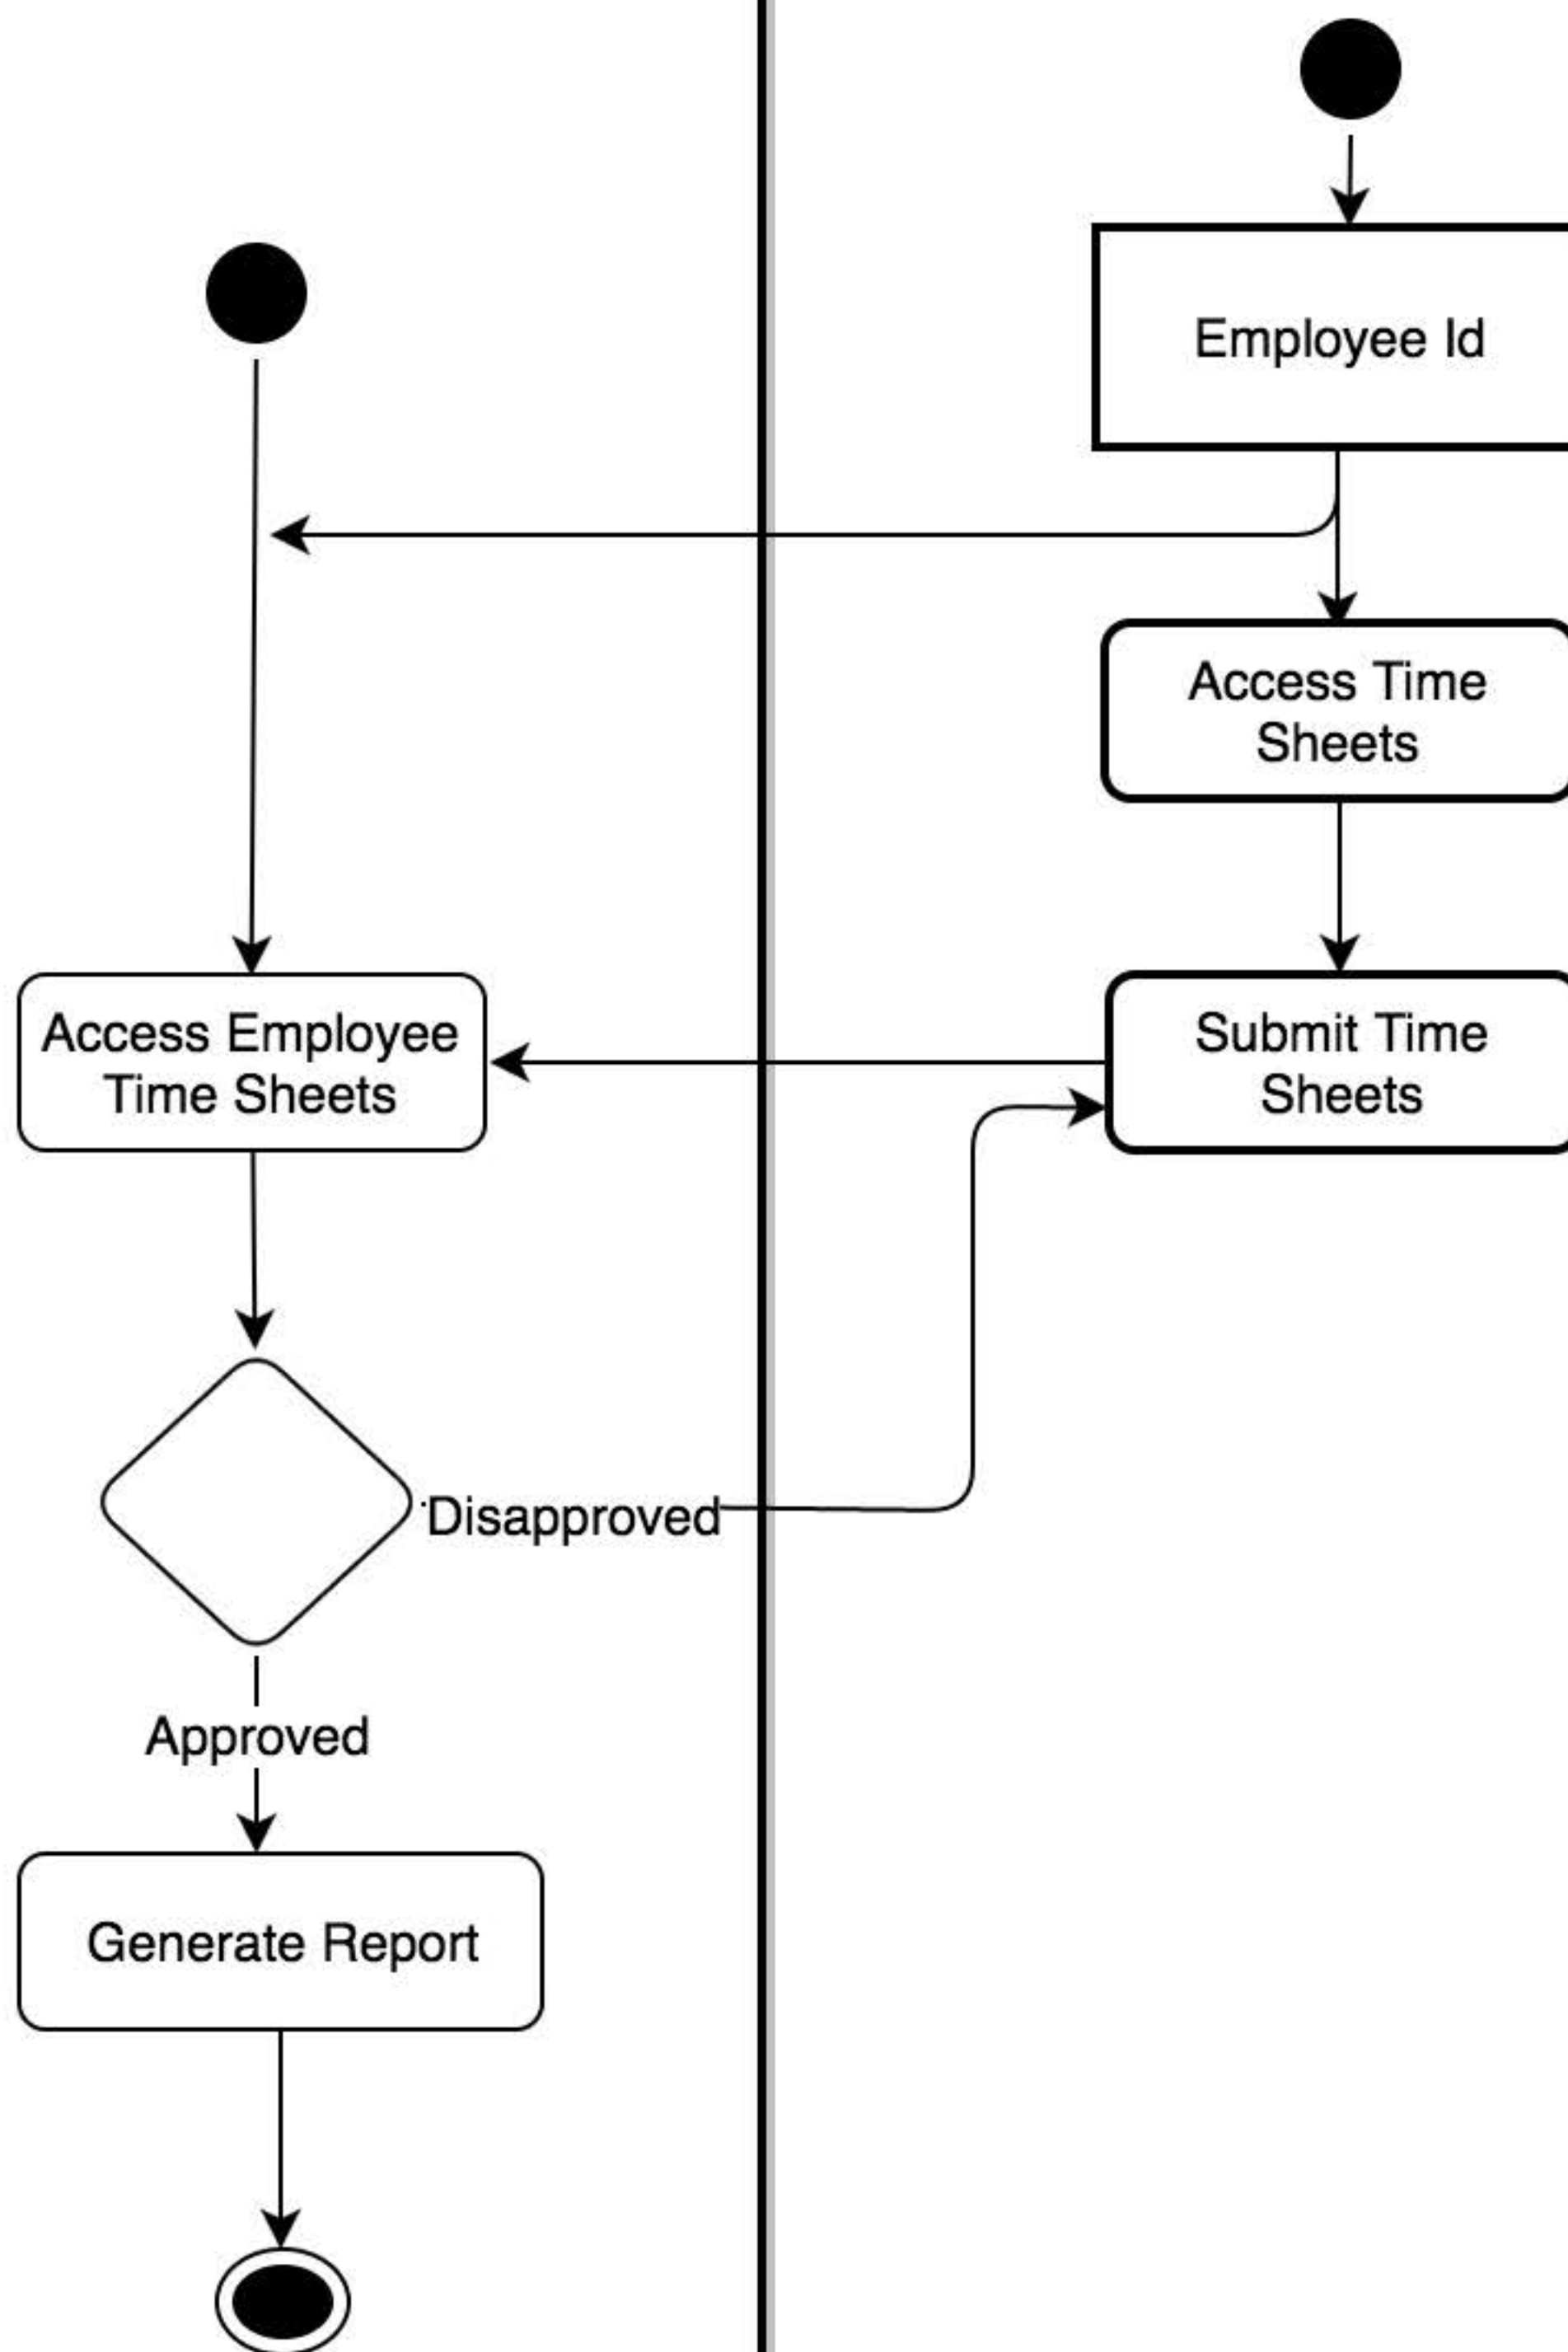 Employee Id
Access Time
Sheets
Access Employee
Time Sheets
Submit Time
Sheets
Disapproved
Approved
Generate Report